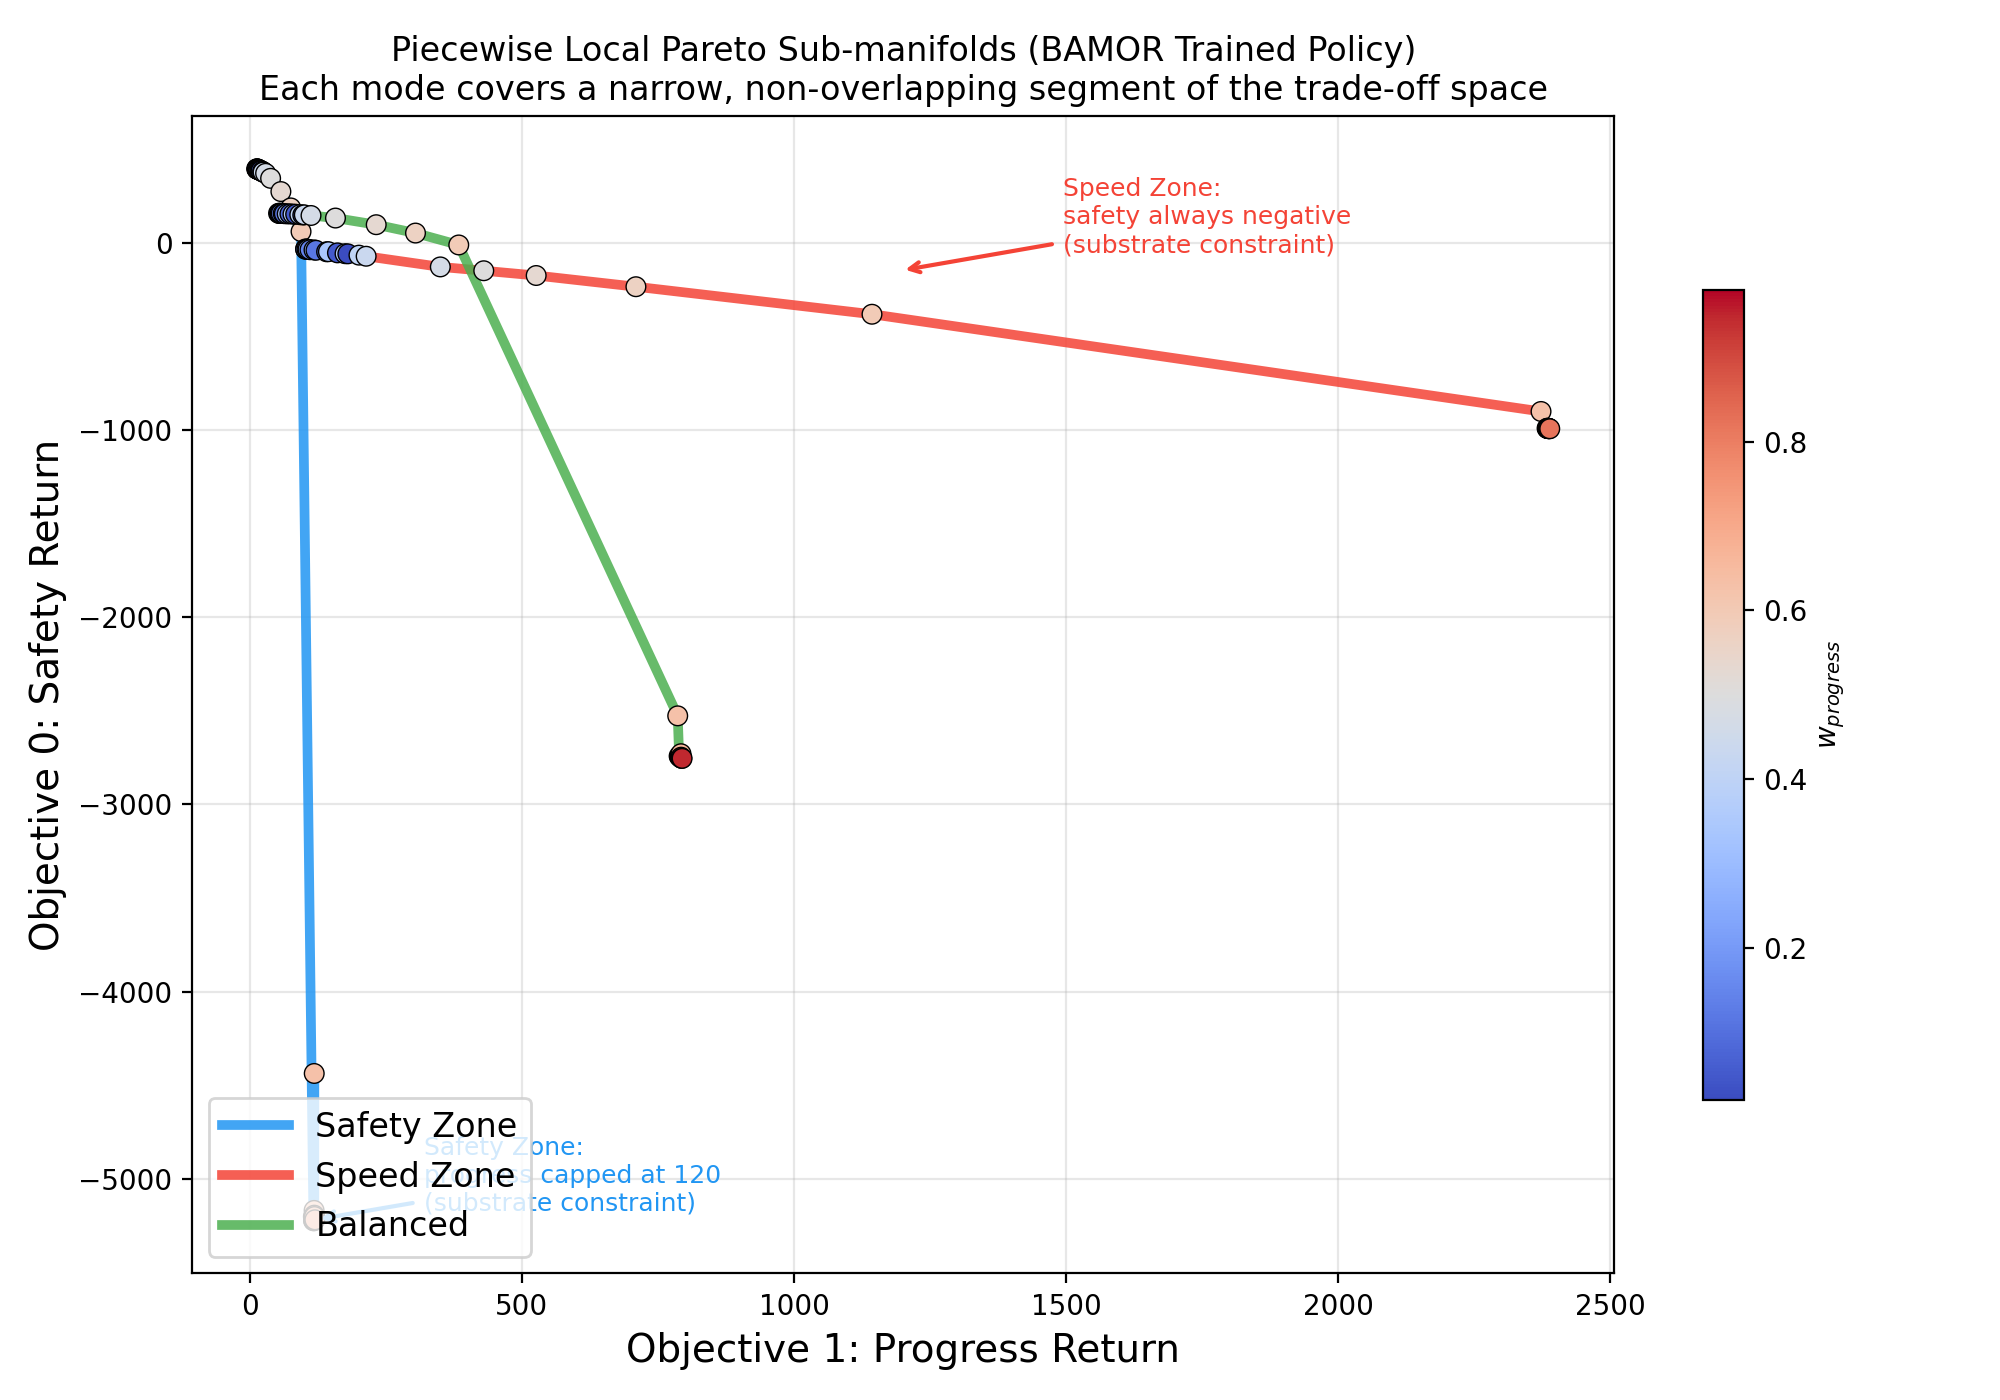 Piecewise Local Pareto Sub-manifolds (BAMOR Trained Policy)
Each mode covers a narrow, non-overlapping segment of the trade-off space
Objective 0: Safety Return
0
−1000
−2000
−3000
−4000
−5000
Speed Zone:
safety always negative
(substrate constraint)
Safety Zone:
progress capped at 120
(substrate constraint)
Safety Zone
Speed Zone
Balanced
0
500
1000
1500
2000
2500
Objective 1: Progress Return
0.8
0.6
0.4
0.2
wprogress